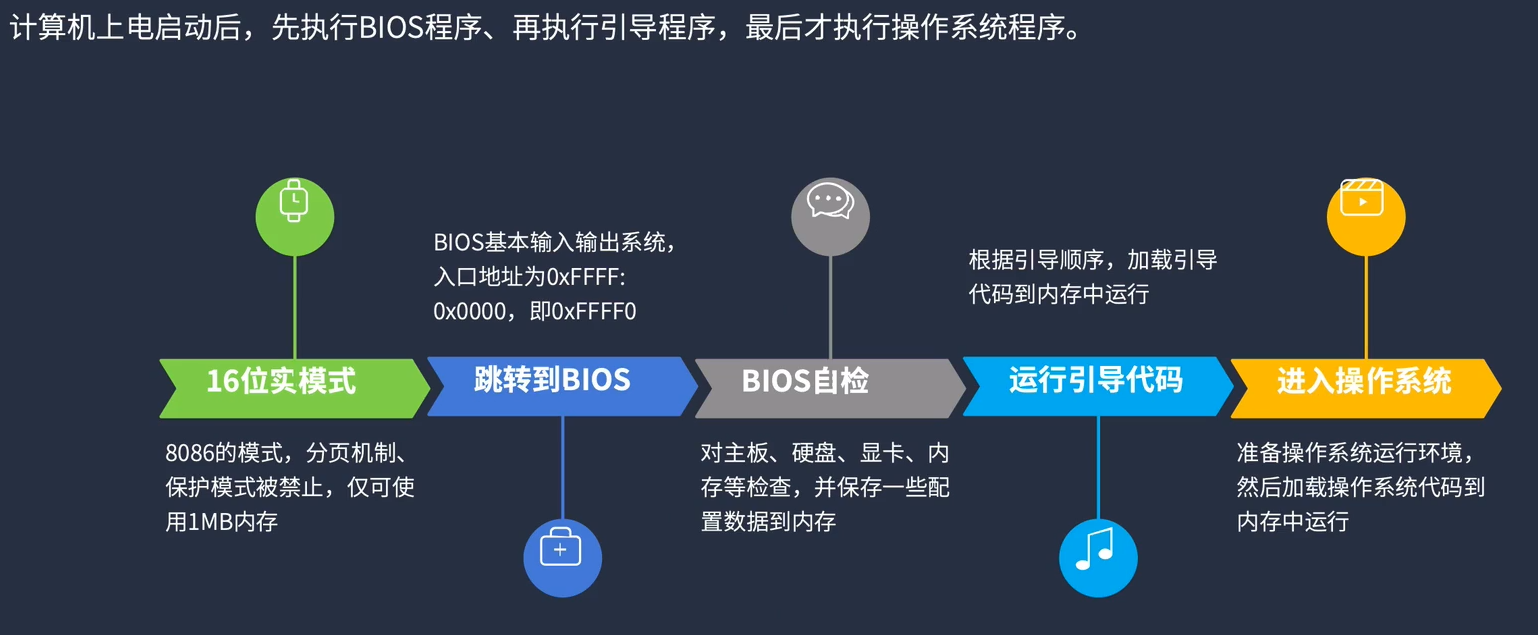 计算机上电启动后，先执行BIOS程序、再执行引导程序，最后才执行操作系统程序。
16位实模式
8086的模式，分页机制、
保护模式被禁止，仅可使
用1MB内存
BIOS基本输入输出系统，
入口地址为0xFFFF:
0x0000，即0xFFFF0
跳转到BIOS
BIOS自检
对主板、硬盘、显卡、内
存等检查，并保存一些配
置数据到内存
根据引导顺序，加载引导
代码到内存中运行
运行引导代码
进入操作系统
准备操作系统运行环境，
然后加载操作系统代码到
内存中运行